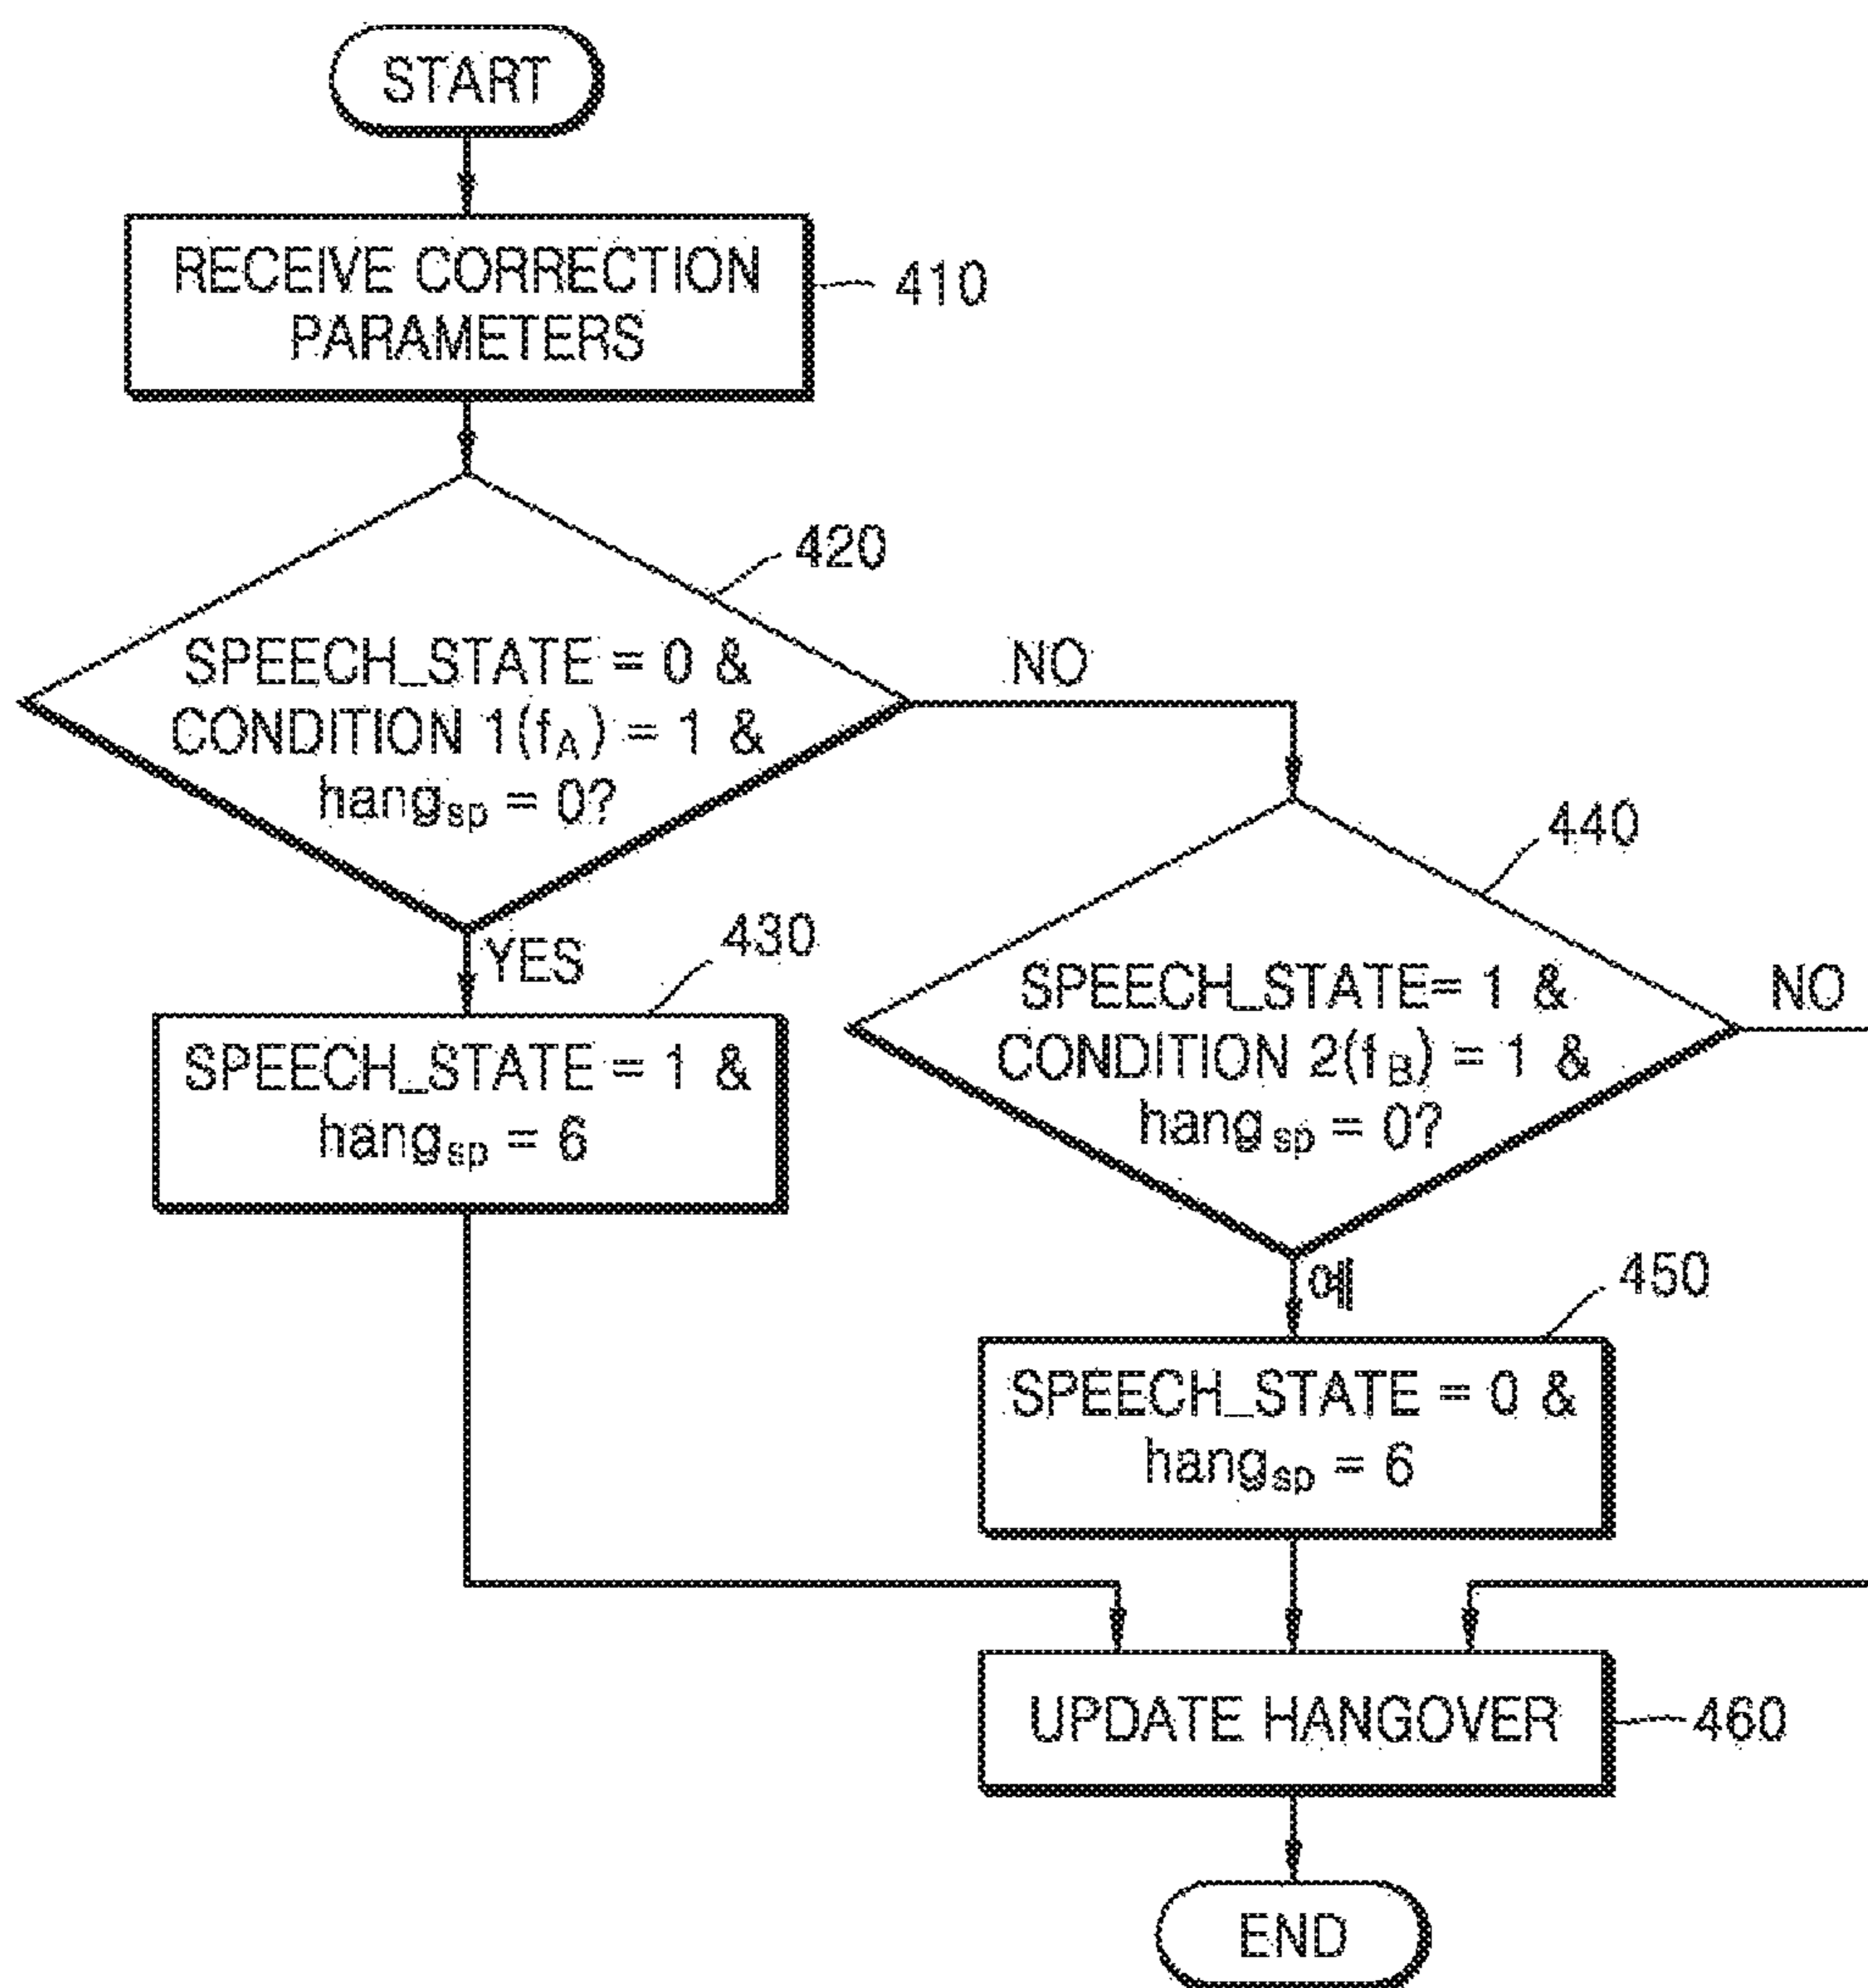 START
RECEIVE CORRECTION
PARAMETERS
410
420
SPEECH_STATE = 0 &
CONDITION 1(fA) = 1 &
hangsp = 0?
NO
YES
430
SPEECH_STATE = 1 &
hangsp = 6
440
SPEECH_STATE= 1 &
CONDITION 2(fB) = 1 &
hangsp = 0?
NO
예
450
SPEECH_STATE = 0 &
hangsp = 6
UPDATE HANGOVER
460
END